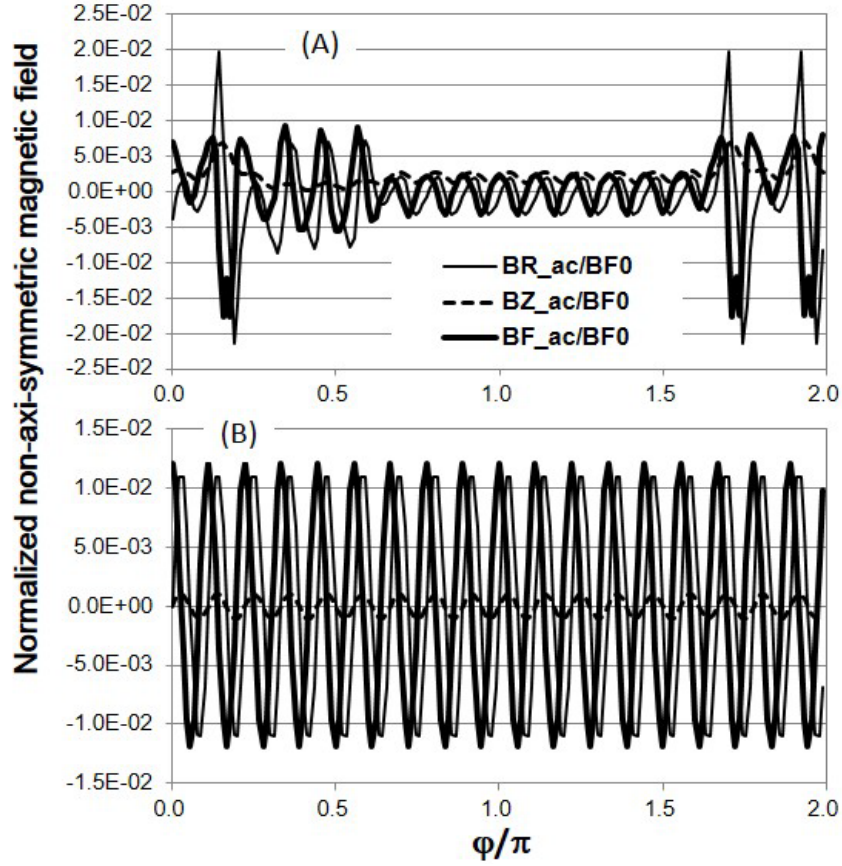 Normalized non-axi-symmetric magnetic field
2.5E-02
2.0E-02
1.5E-02
1.0E-02
5.0E-03
0.0E+00
-5.0E-03
-1.0E-02
-1.5E-02
-2.0E-02
-2.5E-02
(A)
BR_ac/BF0
BZ_ac/BF0
BF_ac/BF0
0.0 0.5 1.0 1.5 2.0
1.5E-02
1.0E-02
5.0E-03
0.0E+00
-5.0E-03
-1.0E-02
-1.5E-02
(B)
0.0 0.5 1.0 1.5 2.0
φ/π